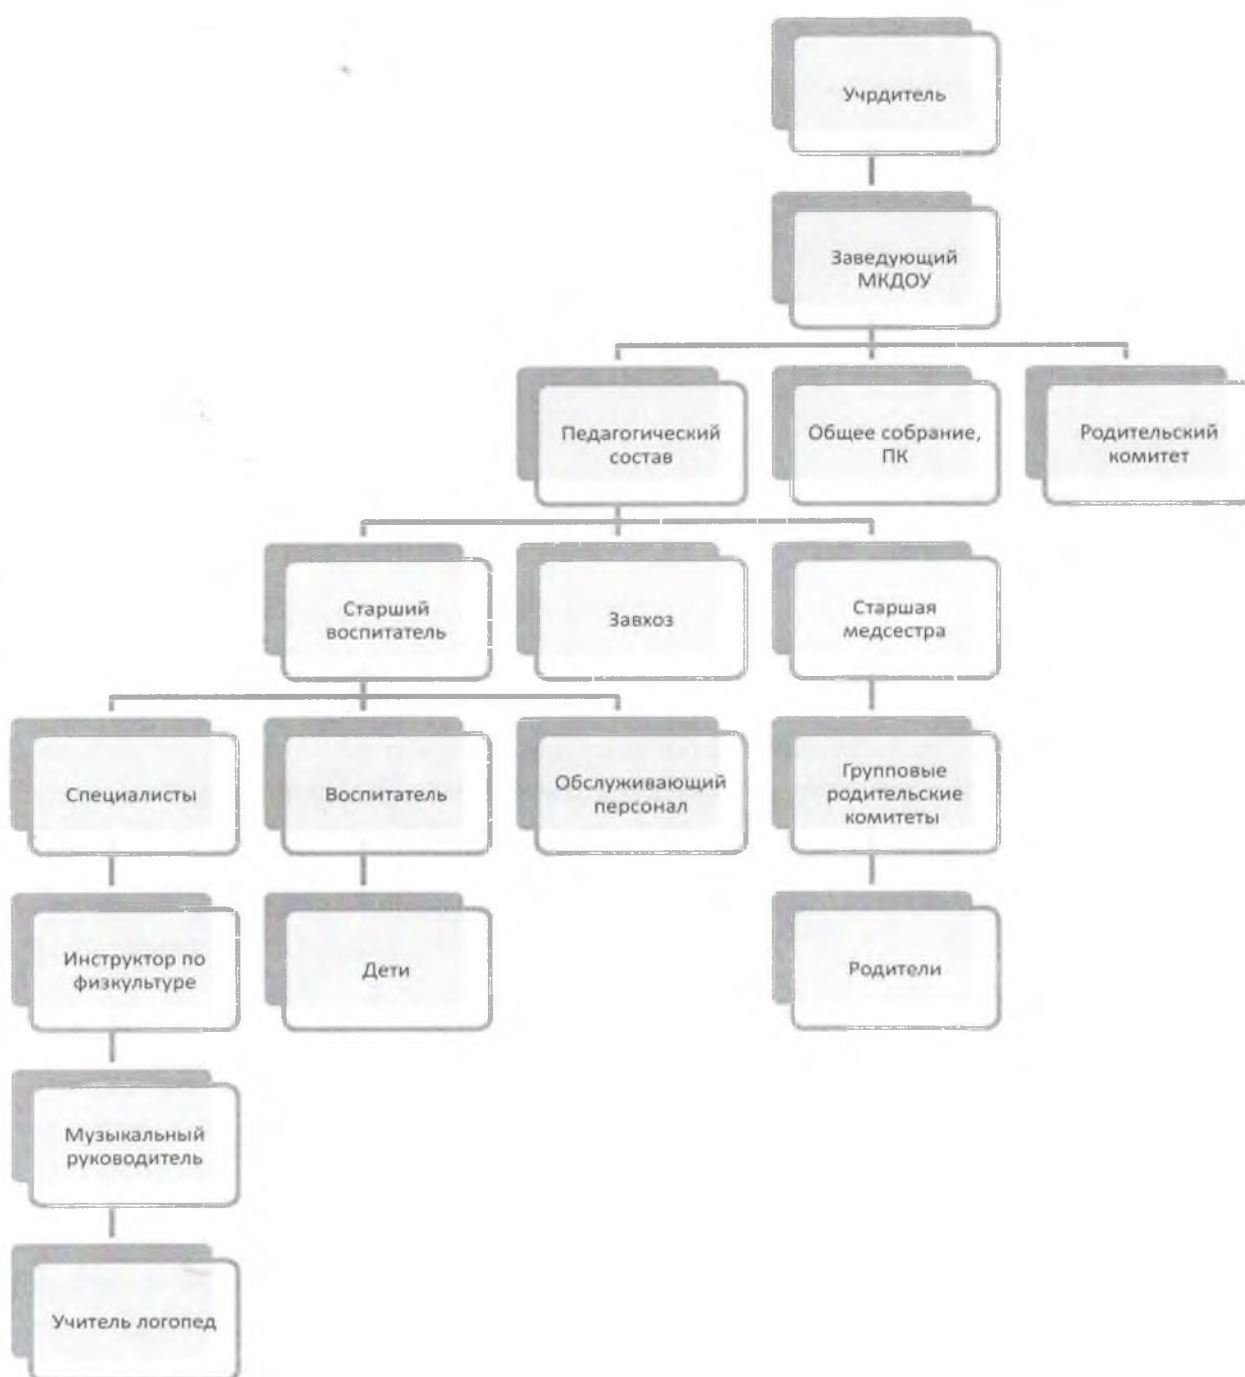 Учрдитель
Заведующий
МКДОУ
Педагогический
состав
Общее собрание,
ПК
Родительский
комитет
Старший
воспитатель
Завхоз
Старшая
медсестра
Специалисты
Воспитатель
Обслуживающий
персонал
Групповые
родительские
комитеты
Инструктор по
физкультуре
Дети
Родители
Музыкальный
руководитель
Учитель логопед